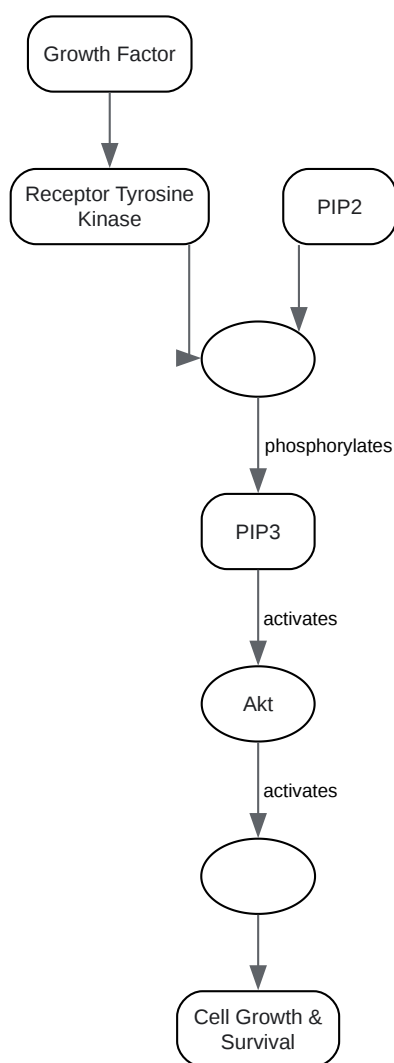 Growth Factor
Receptor Tyrosine
Kinase
PIP2
phosphorylates
PIP3
activates
Akt
activates
Cell Growth &
Survival